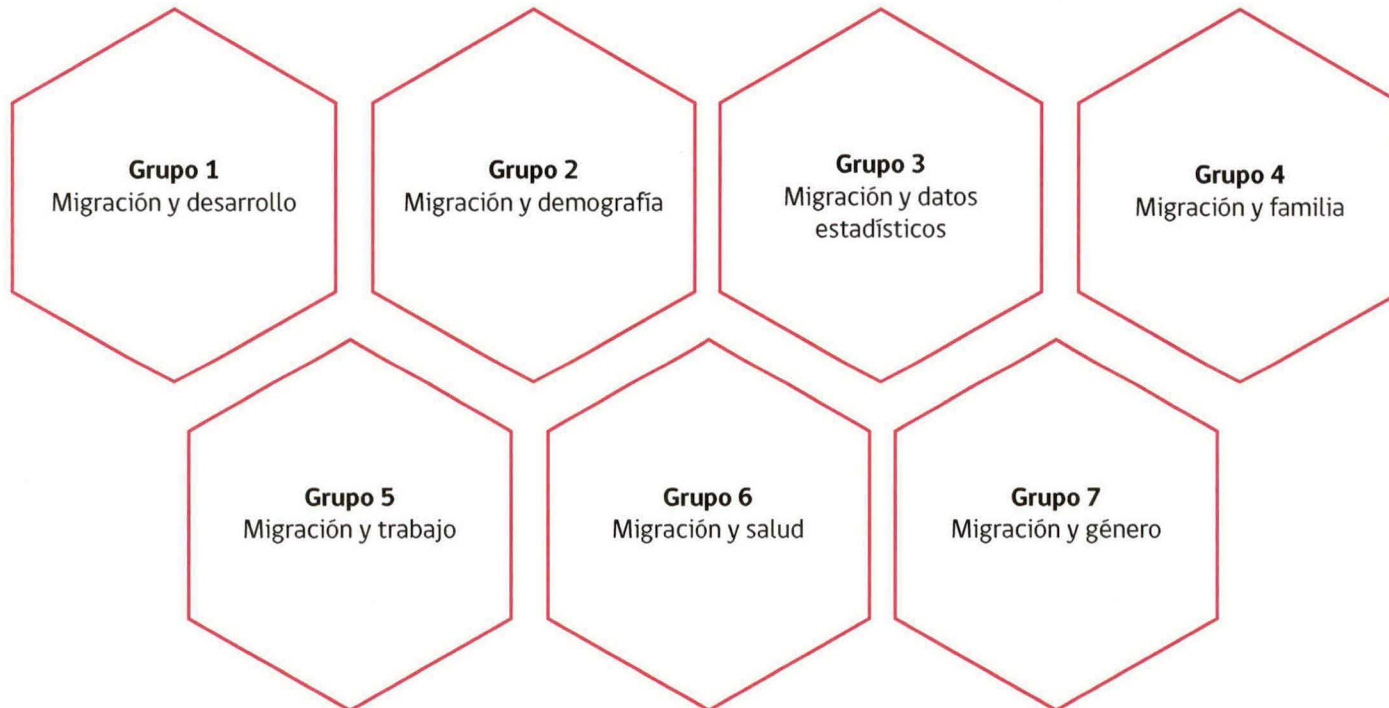 Grupo 1
Migración y desarrollo
Grupo 2
Migración y demografía
Grupo 3
Migración y datos
estadísticos
Grupo 4
Migración y familia
Grupo 5
Migración y trabajo
Grupo 6
Migración y salud
Grupo 7
Migración y género